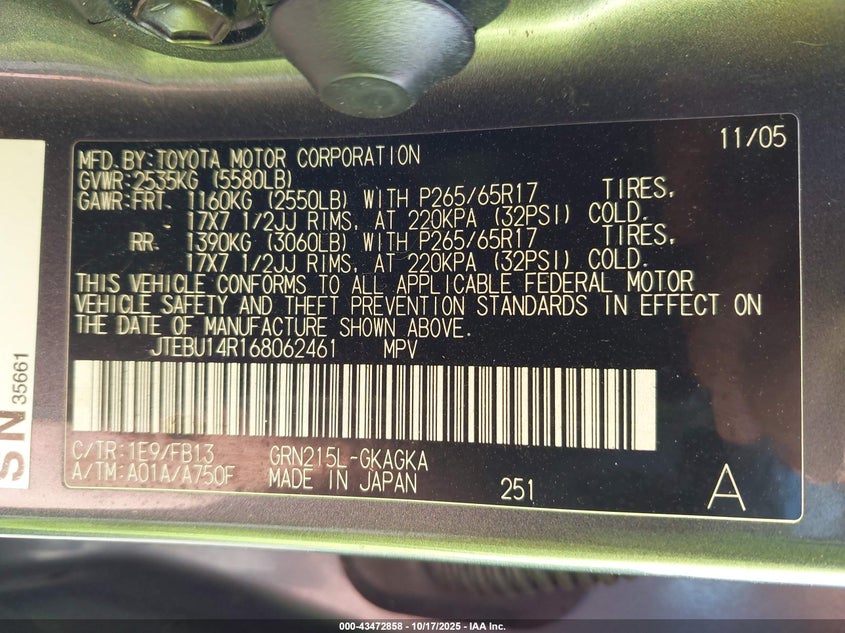 11/05
MFD.BY:TOYOTA MOTOR CORPORATION
GVWR:2535KG (5580LB)
GAWR:FRT. 1160KG (2550LB) WITH P265/65R17 TIRES,
17X7 1/2JJ RIMS, AT 220KPA (32PSI) COLD.
RR. 1390KG (3060LB) WITH P265/65R17 TIRES,
17X7 1/2JJ RIMS, AT 220KPA (32PSI) COLD.
THIS VEHICLE CONFORMS TO ALL APPLICABLE FEDERAL MOTOR
VEHICLE SAFETY AND THEFT PREVENTION STANDARDS IN EFFECT ON
THE DATE OF MANUFACTURE SHOWN ABOVE.
JTEBU14R168062461 MPV
C/TR:1E9/FB13 GRN215L-GKAGKA
A/TM:A01A/A750F MADE IN JAPAN 251 A
SN 35661
000-43472858 - 10/17/2025 - IAA Inc.